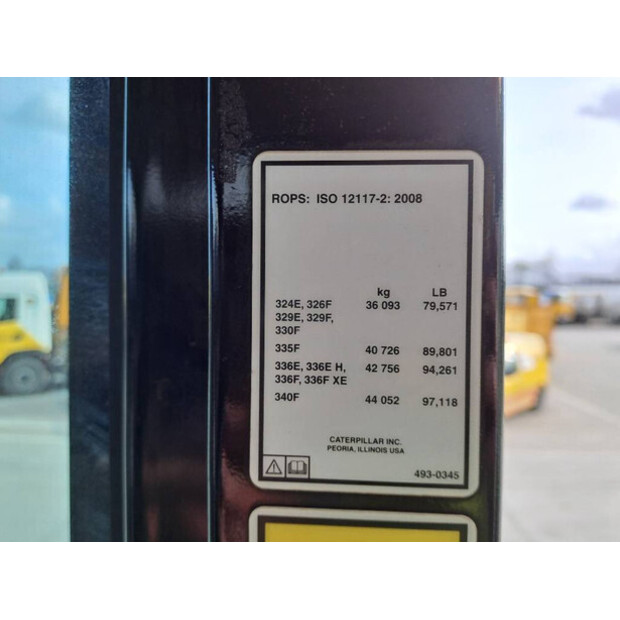 ROPS: ISO 12117-2: 2008
kg LB
324E, 326F 36 093 79,571
329E, 329F,
330F
335F 40 726 89,801
336E, 336E H, 42 756 94,261
336F, 336F XE
340F 44 052 97,118
CATERPILLAR INC.
PEORIA, ILLINOIS USA
493-0345